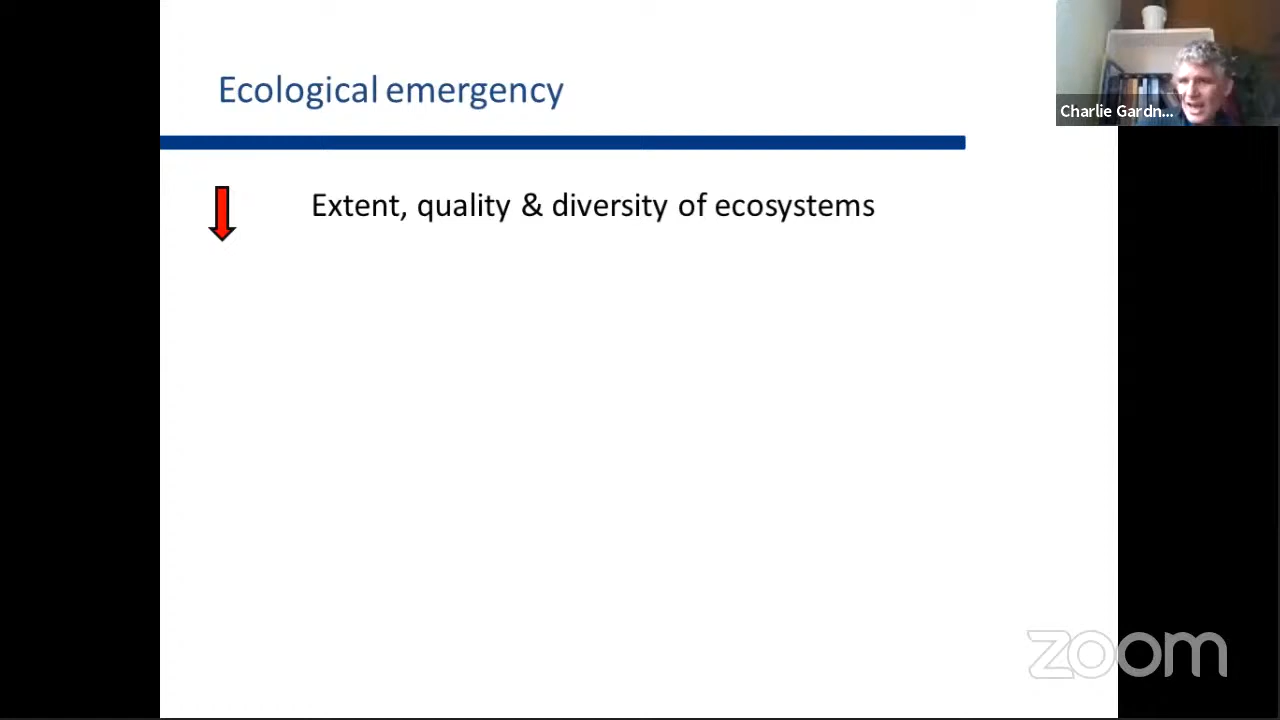 Ecological emergency
Charlie Gardn...
Extent, quality & diversity of ecosystems
zoom